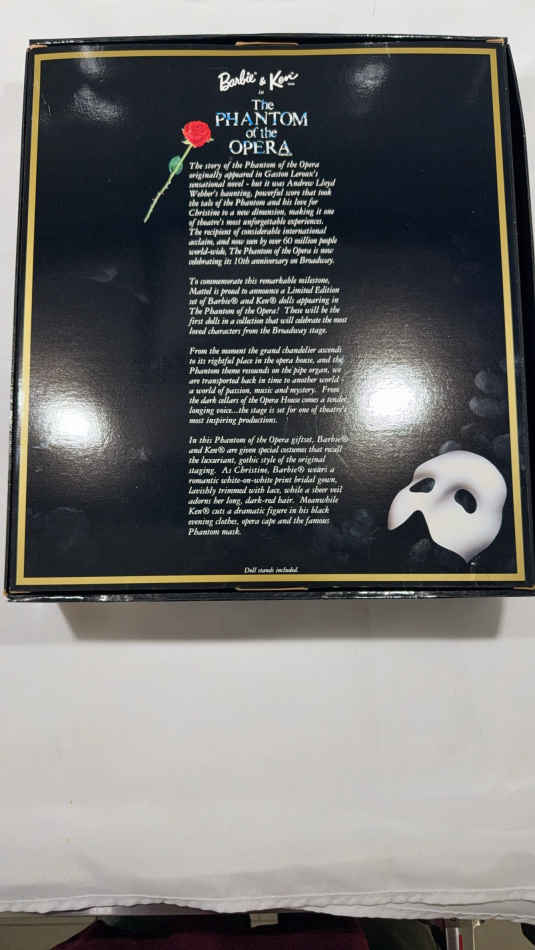 Barbie® & Ken™
in
The
PHANTOM
of the
OPERA
The story of the Phantom of the Opera
originally appeared in Gaston Leroux's
sensational novel - but it was Andrew Lloyd
Webber's haunting, powerful score that took
the tale of the Phantom and his love for
Christine to a new dimension, making it one
of theatre's most unforgettable experiences.
The recipient of considerable international
acclaim, and now seen by over 60 million people
world-wide, The Phantom of the Opera is now
celebrating its 10th anniversary on Broadway.
To commemorate this remarkable milestone,
Mattel is proud to announce a Limited Edition
set of Barbie® and Ken® dolls appearing in
The Phantom of the Opera! These will be the
first dolls in a collection that will celebrate the most
loved characters from the Broadway stage.
From the moment the grand chandelier ascends
to its rightful place in the opera house, and the
Phantom theme resounds on the pipe organ, we
are transported back in time to another world -
a world of passion, music and mystery. From
the dark cellars of the Opera House comes a tender,
longing voice...the stage is set for one of theatre's
most inspiring productions.
In this Phantom of the Opera giftset, Barbie®
and Ken® are given special costumes that recall
the luxuriant, gothic style of the original
staging. As Christine, Barbie® wears a
romantic white-on-white print bridal gown,
lavishly trimmed with lace, while a sheer veil
adorns her long, dark-red hair. Meanwhile
Ken® cuts a dramatic figure in his black
evening clothes, opera cape and the famous
Phantom mask.
Doll stands included.